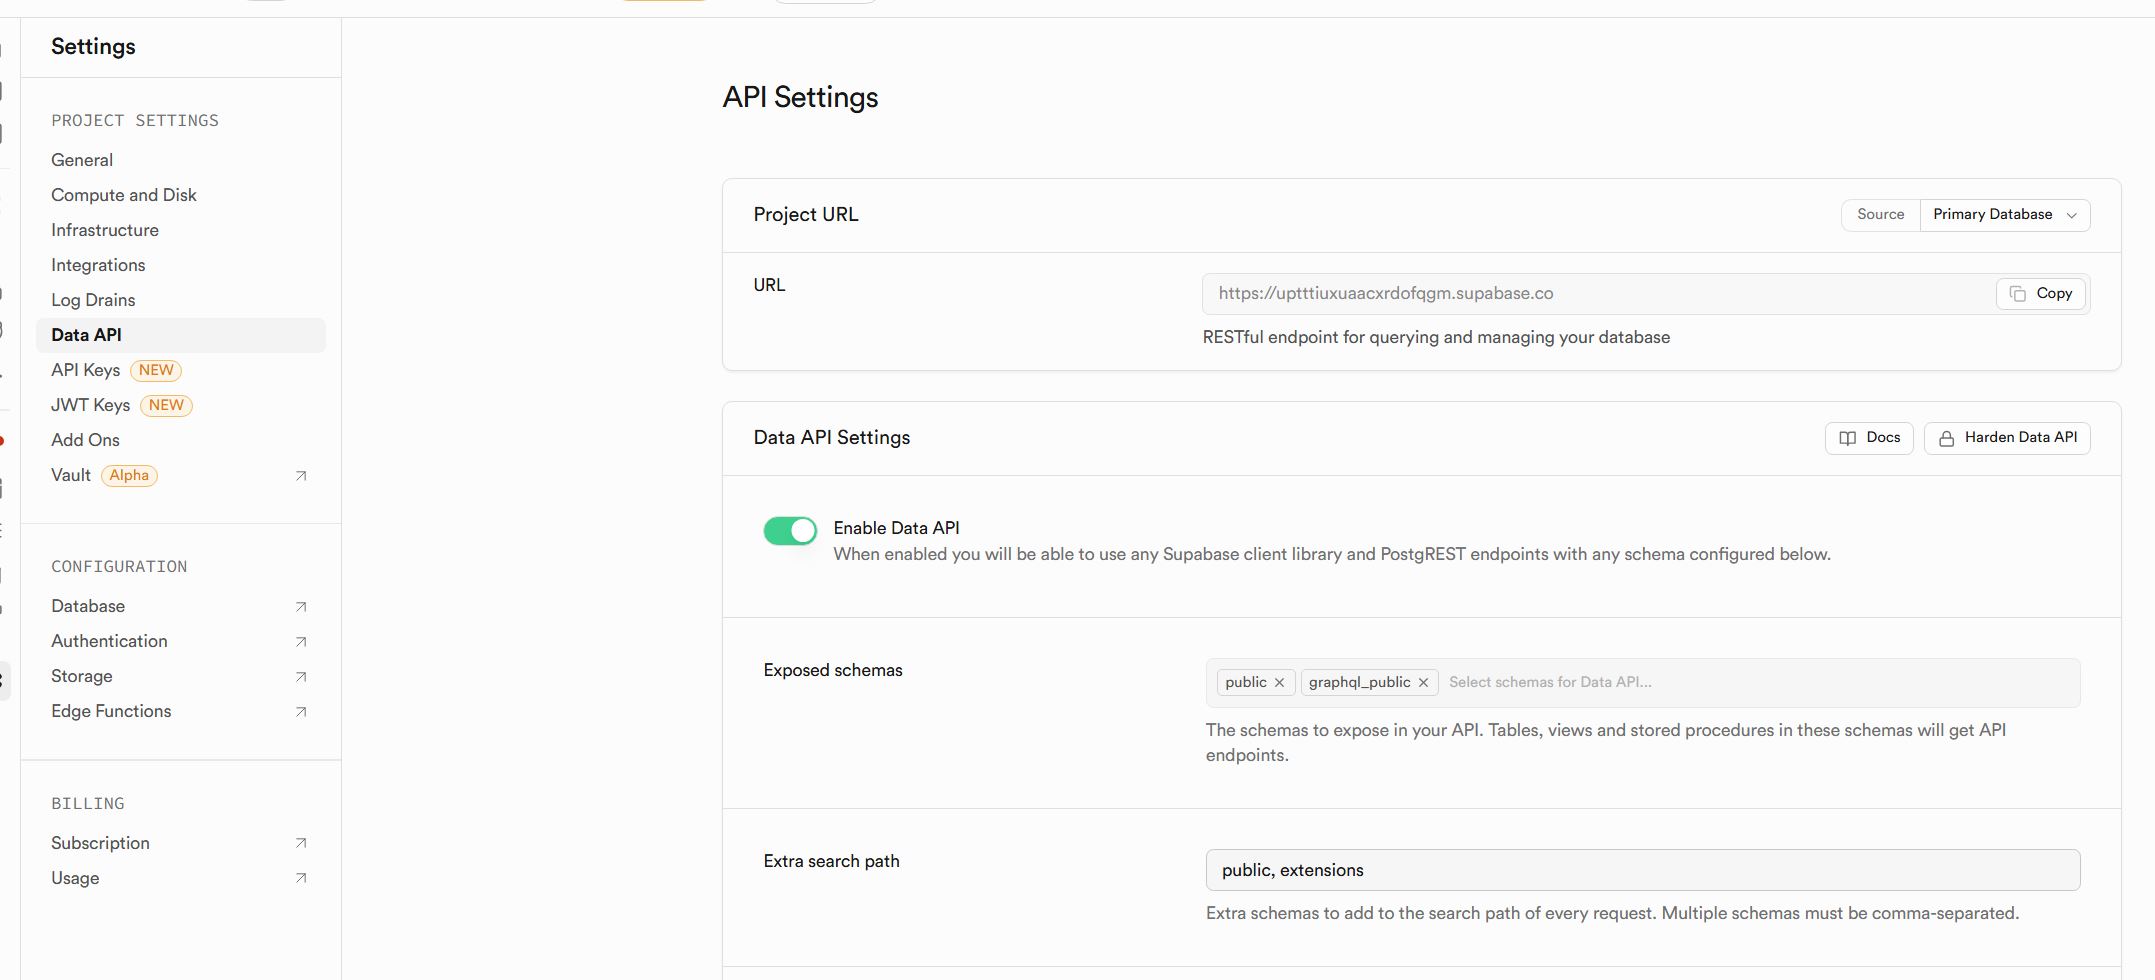 Settings
PROJECT SETTINGS
General
Compute and Disk
Infrastructure
Integrations
Log Drains
Data API
API Keys NEW
JWT Keys NEW
Add Ons
Vault Alpha
CONFIGURATION
Database
Authentication
Storage
Edge Functions
BILLING
Subscription
Usage
API Settings
Project URL
Source Primary Database
URL
https://uptttiuxuaacxrdofqgm.supabase.co
Copy
RESTful endpoint for querying and managing your database
Data API Settings
Docs
Harden Data API
Enable Data API
When enabled you will be able to use any Supabase client library and PostgREST endpoints with any schema configured below.
Exposed schemas
public graphql_public Select schemas for Data API...
The schemas to expose in your API. Tables, views and stored procedures in these schemas will get API
endpoints.
Extra search path
public, extensions
Extra schemas to add to the search path of every request. Multiple schemas must be comma-separated.